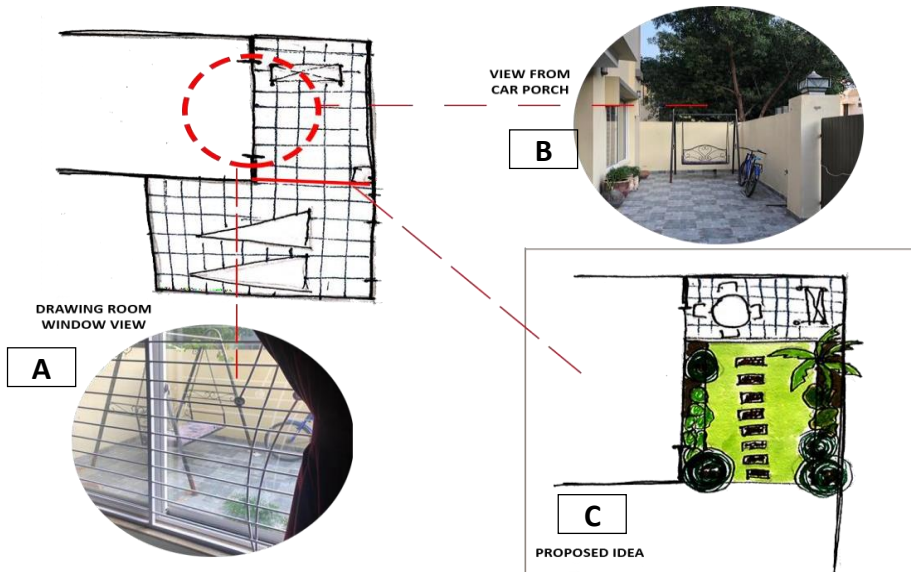 VIEW FROM
CAR PORCH
B
DRAWING ROOM
WINDOW VIEW
A
C
PROPOSED IDEA